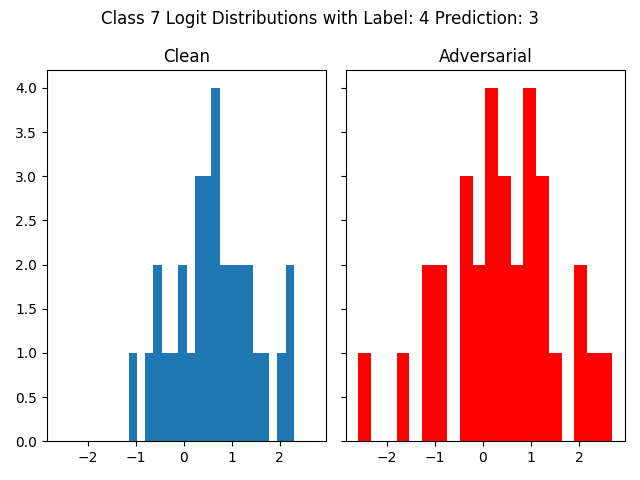 Class 7 Logit Distributions with Label: 4 Prediction: 3
Clean
Adversarial
4.0
3.5
3.0
2.5
2.0
1.5
1.0
0.5
0.0
−2 −1 0 1 2
−2 −1 0 1 2